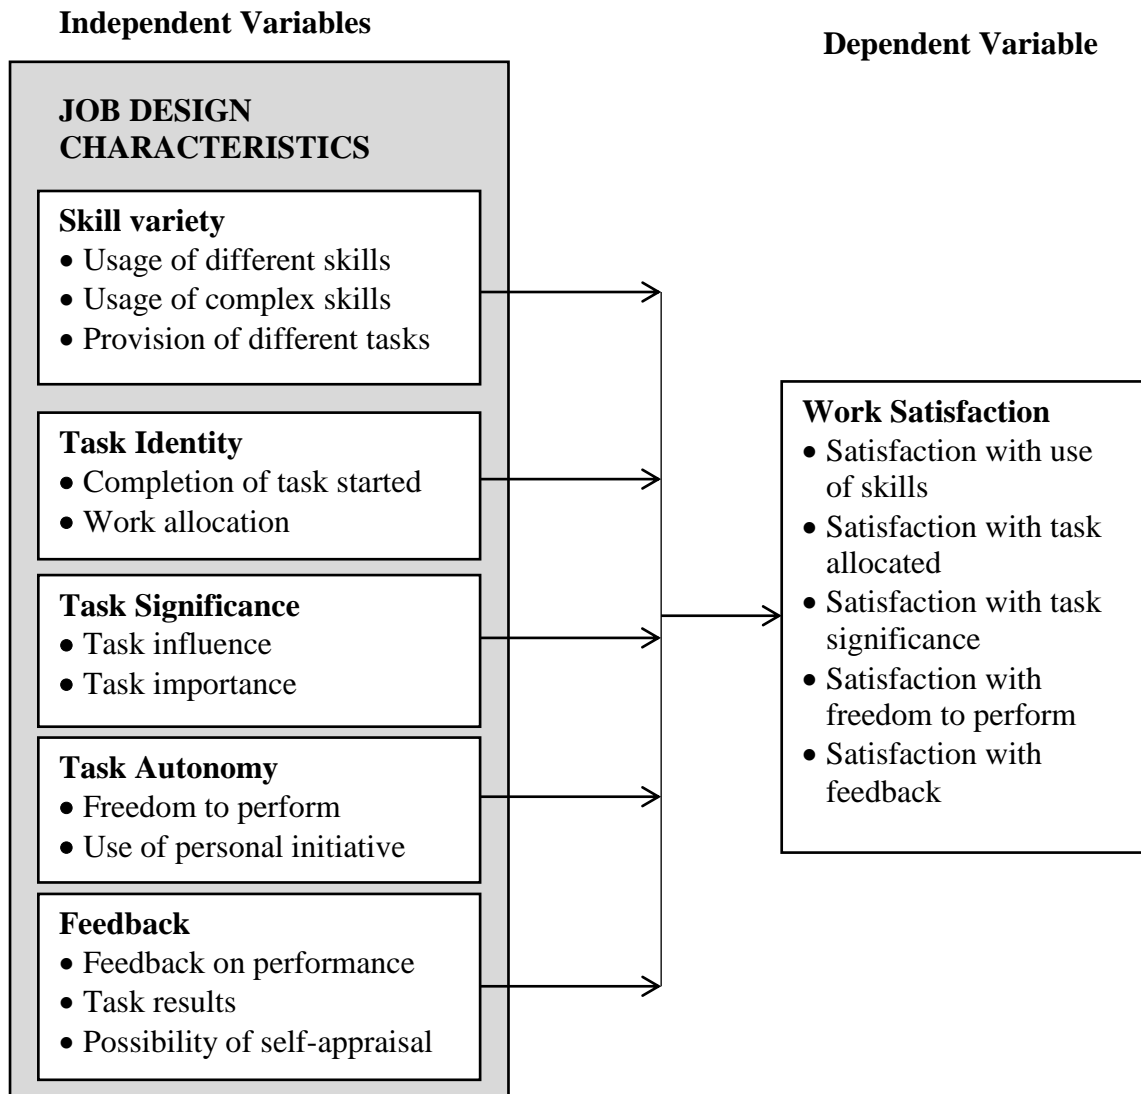 Independent Variables
Dependent Variable
JOB DESIGN
CHARACTERISTICS
Skill variety
• Usage of different skills
• Usage of complex skills
• Provision of different tasks
Task Identity
• Completion of task started
• Work allocation
Task Significance
• Task influence
• Task importance
Task Autonomy
• Freedom to perform
• Use of personal initiative
Feedback
• Feedback on performance
• Task results
• Possibility of self-appraisal
Work Satisfaction
• Satisfaction with use
of skills
• Satisfaction with task
allocated
• Satisfaction with task
significance
• Satisfaction with
freedom to perform
• Satisfaction with
feedback